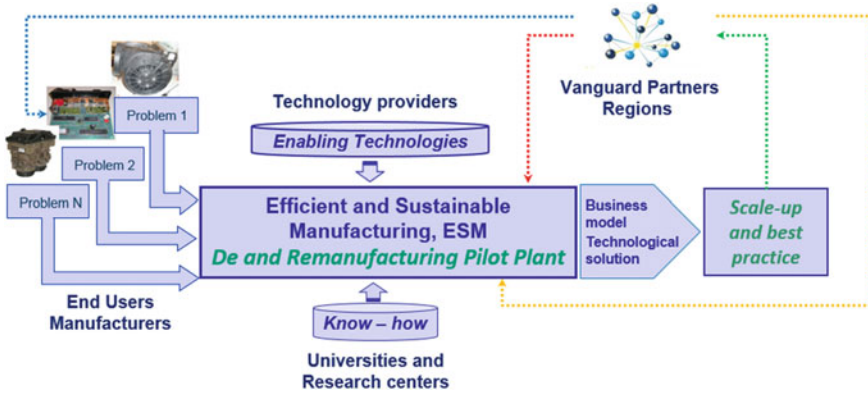 Vanguard Partners
Regions
Technology providers
Enabling Technologies
Problem 1
Problem 2
Problem N
End Users
Manufacturers
Efficient and Sustainable
Manufacturing, ESM
De and Remanufacturing Pilot Plant
Business
model
Technological
solution
Scale-up
and best
practice
Know – how
Universities and
Research centers